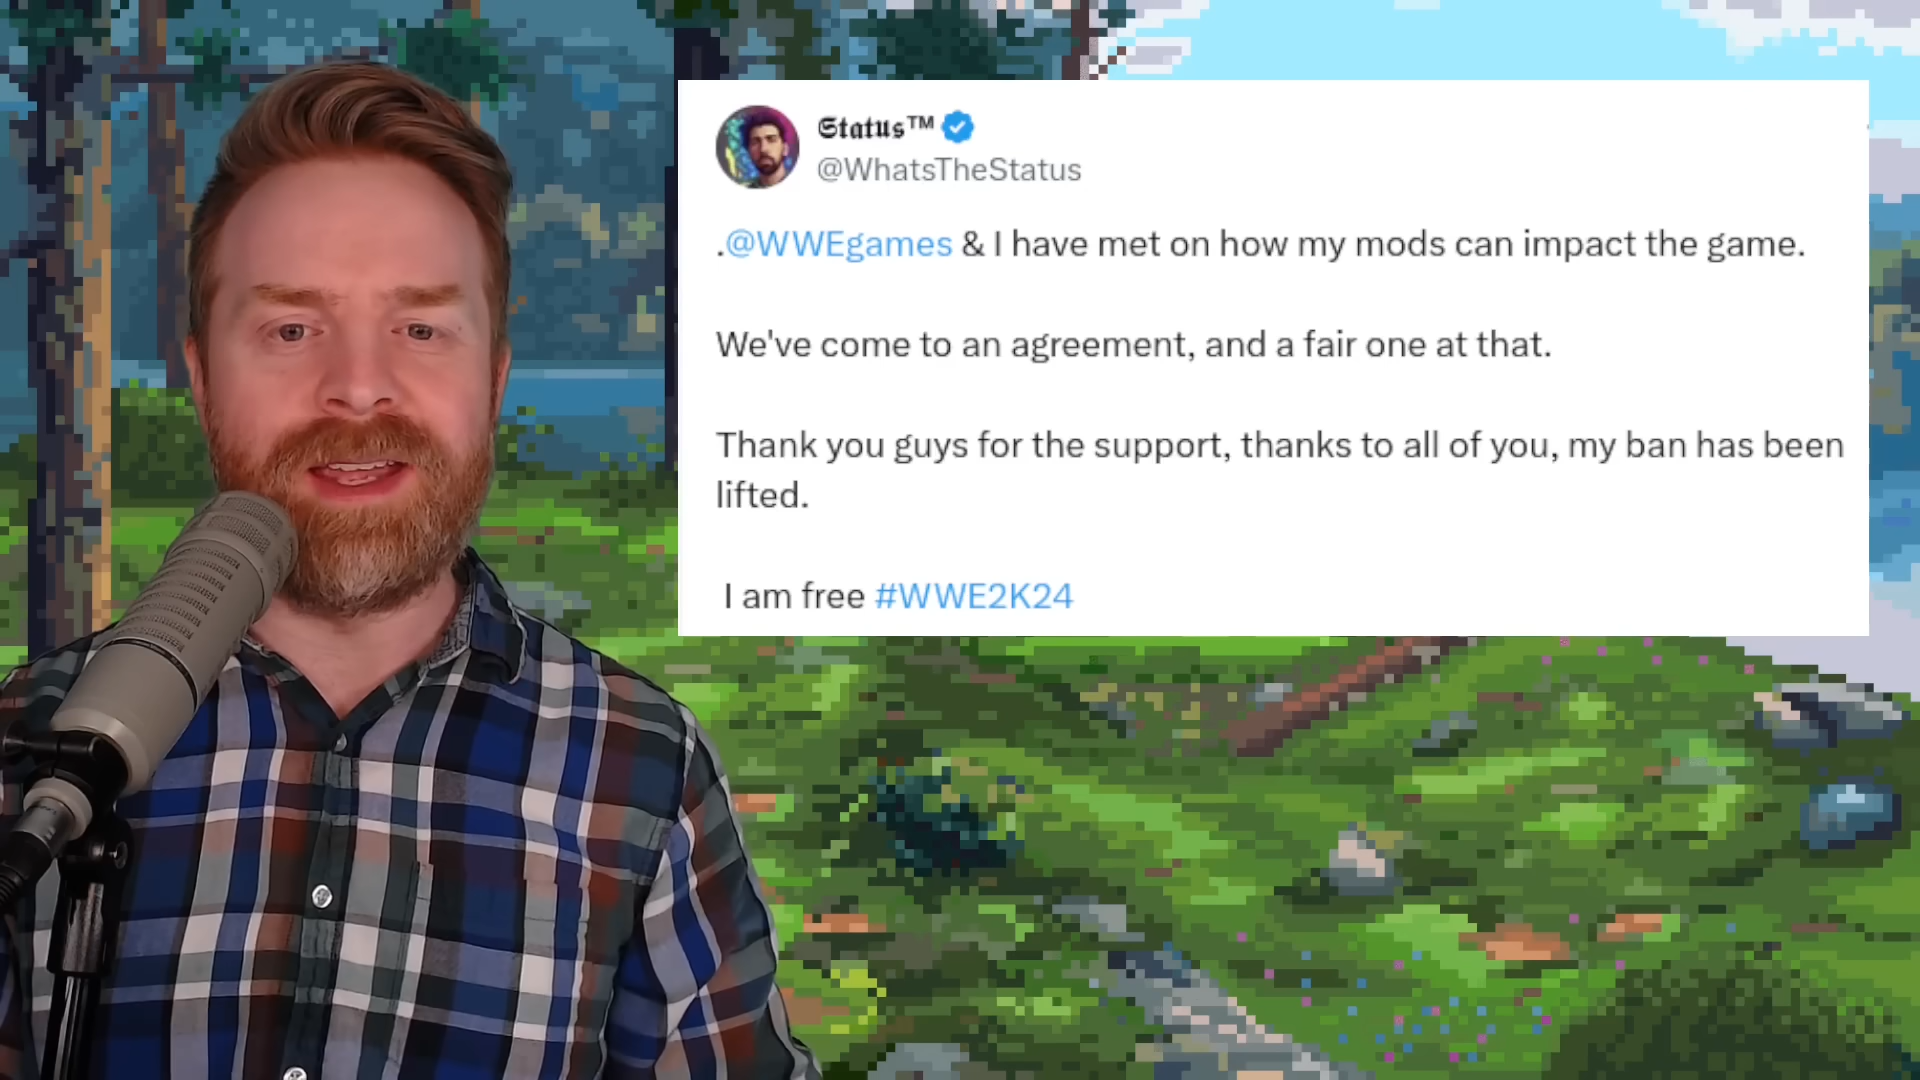 Status™
@WhatsTheStatus
.@WWEgames & I have met on how my mods can impact the game.
We've come to an agreement, and a fair one at that.
Thank you guys for the support, thanks to all of you, my ban has been
lifted.
I am free #WWE2K24